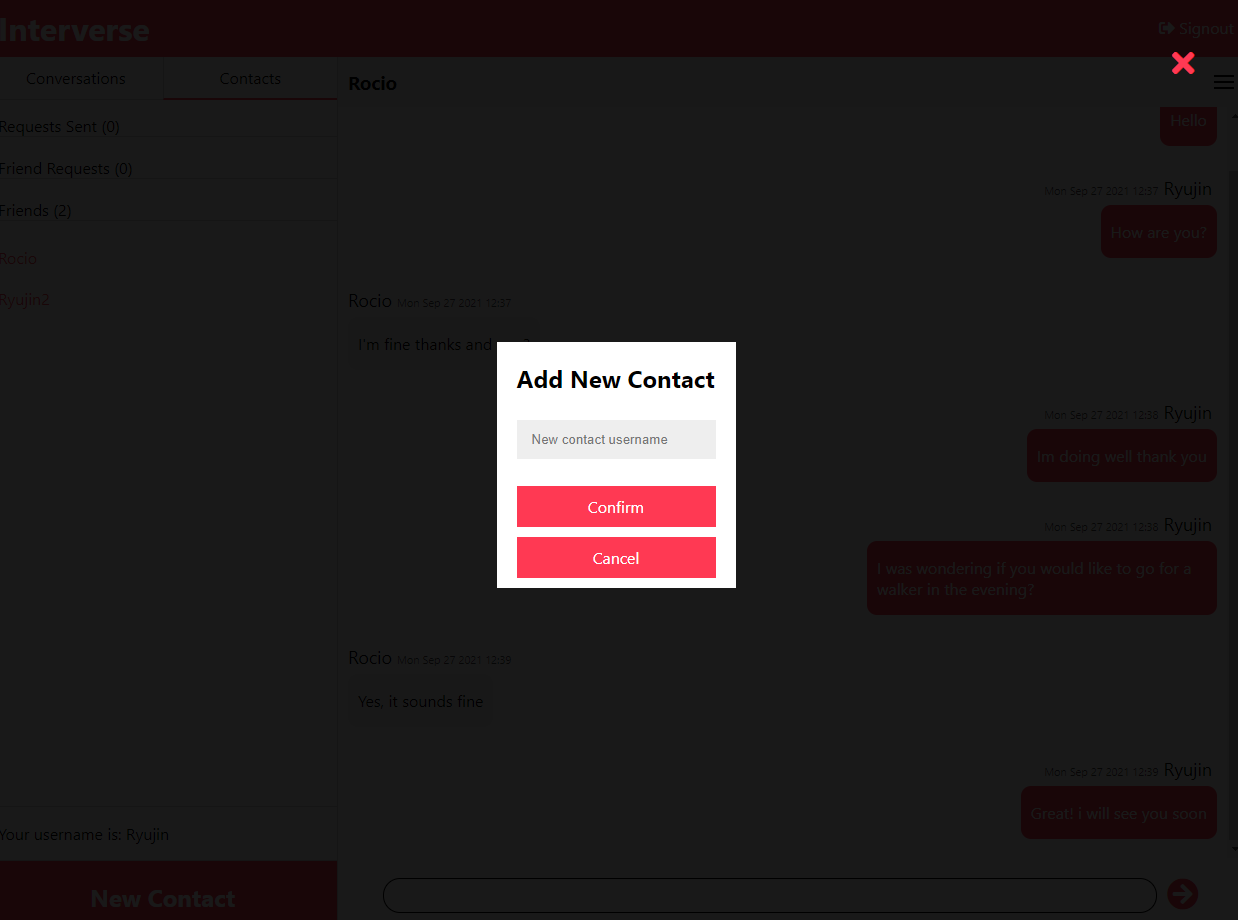 Interverse
Signout
Conversations
Contacts
Rocio
Requests Sent (0)
Friend Requests (0)
Friends (2)
Rocio
Ryujin2
Hello
Mon Sep 27 2021 12:37 Ryujin
How are you?
Rocio Mon Sep 27 2021 12:37
I'm fine thanks and
Add New Contact
New contact username
Confirm
Cancel
Mon Sep 27 2021 12:38 Ryujin
Im doing well thank you
Mon Sep 27 2021 12:38 Ryujin
I was wondering if you would like to go for a
walker in the evening?
Rocio Mon Sep 27 2021 12:39
Yes, it sounds fine
Mon Sep 27 2021 12:39 Ryujin
Great! i will see you soon
Your username is: Ryujin
New Contact